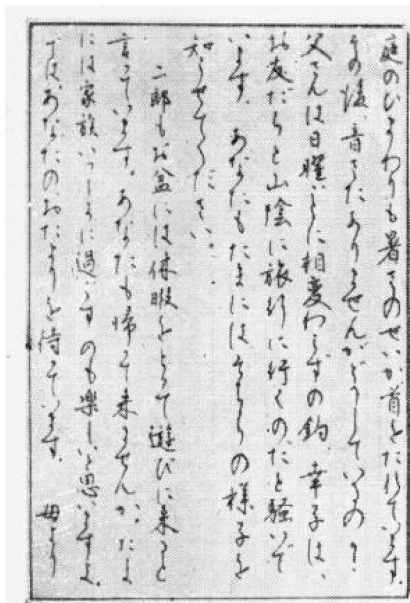 庭のひまわりも暑さのせいか首をたれています。
その後、音さたありませんがどうしているの？
父さんは日曜ごとに相変わらずの釣、幸子は、
お友だちと山陰に旅行に行くのだと騒いで
います。あなたもたまにはそちらの様子を
知らせてください。
二郎もお盆には休暇をとって遊びに来ると
言っています。あなたも帰って来ませんか。たま
には家族いっしょに過ごすのも楽しいと思いますよ。
では、あなたのおたよりを待っています。 母より